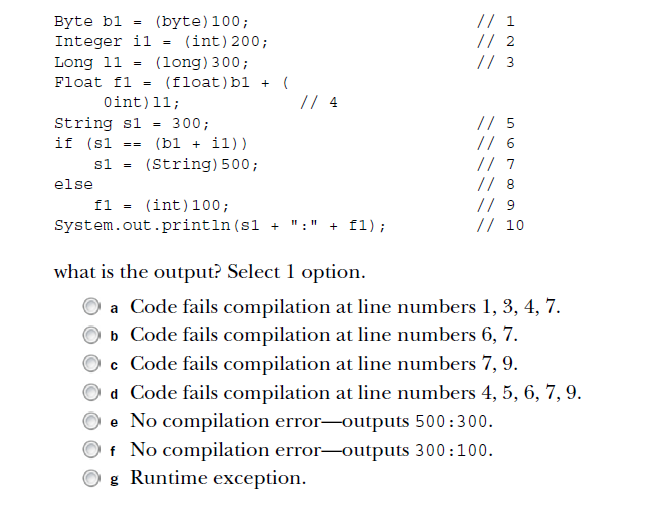 Byte b1 = (byte)100; // 1
Integer i1 = (int)200; // 2
Long l1 = (long)300; // 3
Float f1 = (float)b1 + (
0int)l1; // 4
String s1 = 300; // 5
if (s1 == (b1 + i1)) // 6
s1 = (String)500; // 7
else // 8
f1 = (int)100; // 9
System.out.println(s1 + ":" + f1); // 10
what is the output? Select 1 option.
a Code fails compilation at line numbers 1, 3, 4, 7.
b Code fails compilation at line numbers 6, 7.
c Code fails compilation at line numbers 7, 9.
d Code fails compilation at line numbers 4, 5, 6, 7, 9.
e No compilation error—outputs 500:300.
f No compilation error—outputs 300:100.
g Runtime exception.